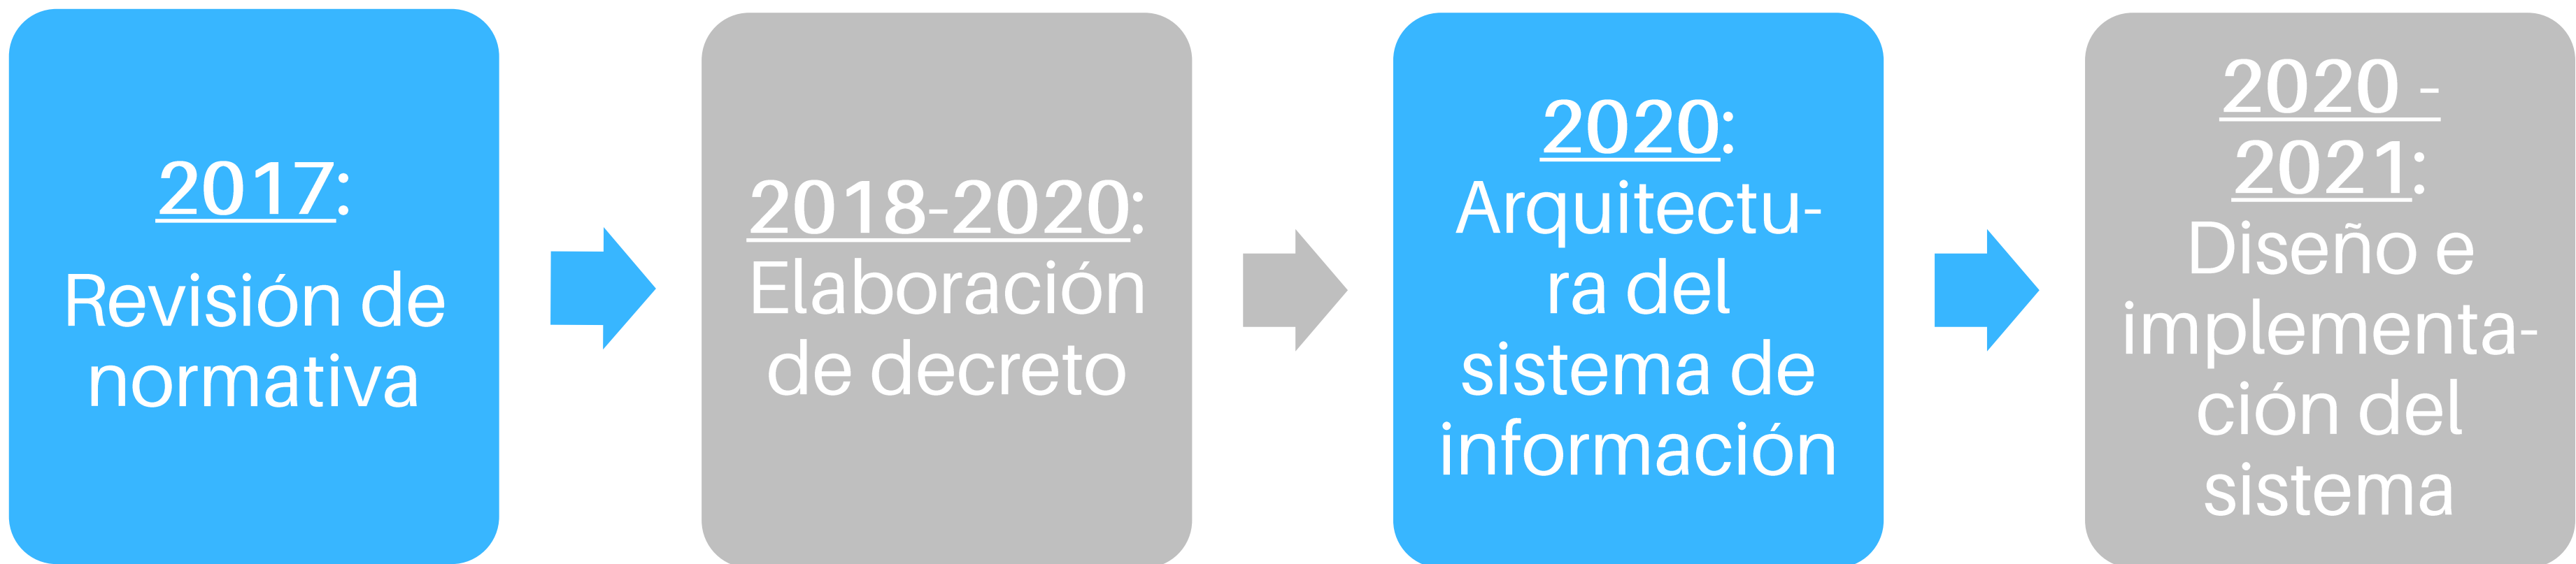 2017:
Revisión de
normativa
2018-2020:
Elaboración
de decreto
2020:
Arquitectu-
ra del
sistema de
información
2020 -
2021:
Diseño e
implementa-
ción del
sistema